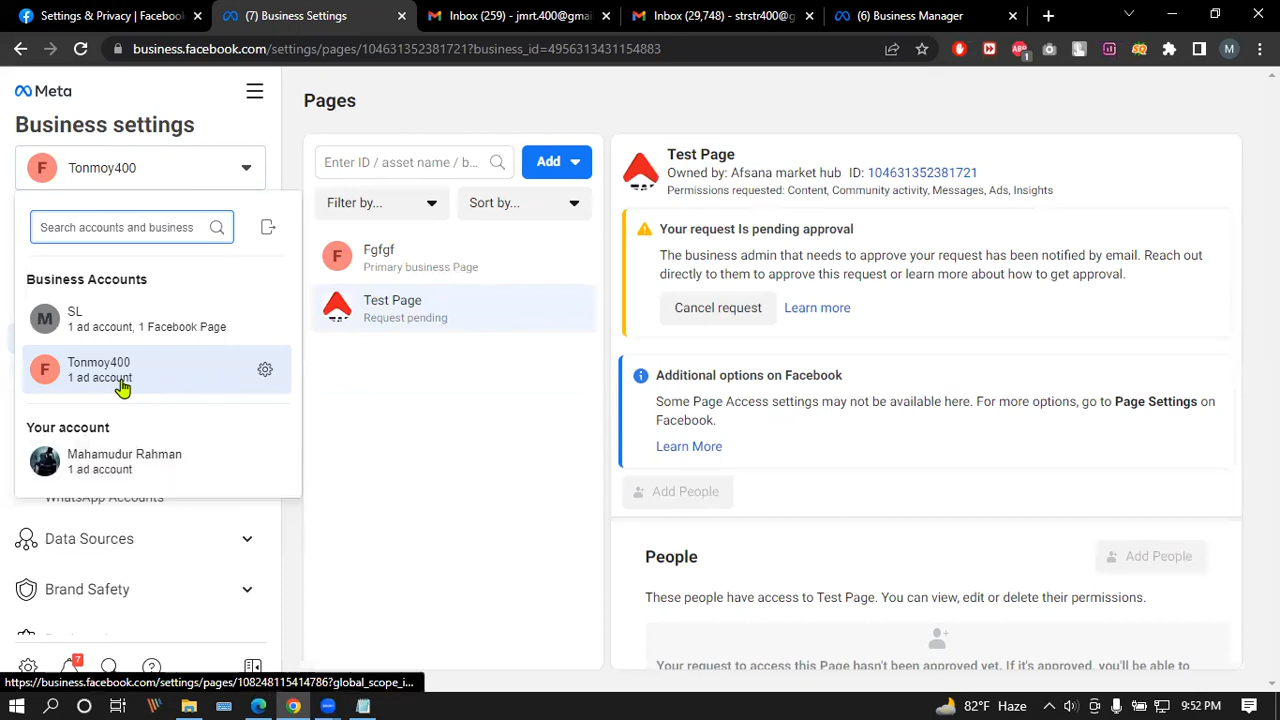 Settings & Privacy | Facebook
(7) Business Settings
Inbox (259) - jmrt.400@gmai
Inbox (29,748) - strstr400@g
(6) Business Manager
business.facebook.com/settings/pages/104631352381721?business_id=4956313431154883
ABP
1
SQ
M
Meta
Business settings
F
Tonmoy400
Search accounts and business
Business Accounts
M
SL
1 ad account, 1 Facebook Page
F
Tonmoy400
1 ad account
Your account
Mahamudur Rahman
1 ad account
WhatsApp Accounts
Data Sources
Brand Safety
7
Pages
Enter ID / asset name / b...
Add
Filter by...
Sort by...
F
Fgfgf
Primary business Page
Test Page
Request pending
Test Page
Owned by: Afsana market hub ID: 104631352381721
Permissions requested: Content, Community activity, Messages, Ads, Insights
Your request Is pending approval
The business admin that needs to approve your request has been notified by email. Reach out
directly to them to approve this request or learn more about how to get approval.
Cancel request
Learn more
Additional options on Facebook
Some Page Access settings may not be available here. For more options, go to Page Settings on
Facebook.
Learn More
Add People
People
Add People
These people have access to Test Page. You can view, edit or delete their permissions.
Your request to access this Page hasn't been approved yet. If it's approved, you'll be able to
https://business.facebook.com/settings/pages/108248115414786?global_scope_i...
82°F Haze
9:52 PM